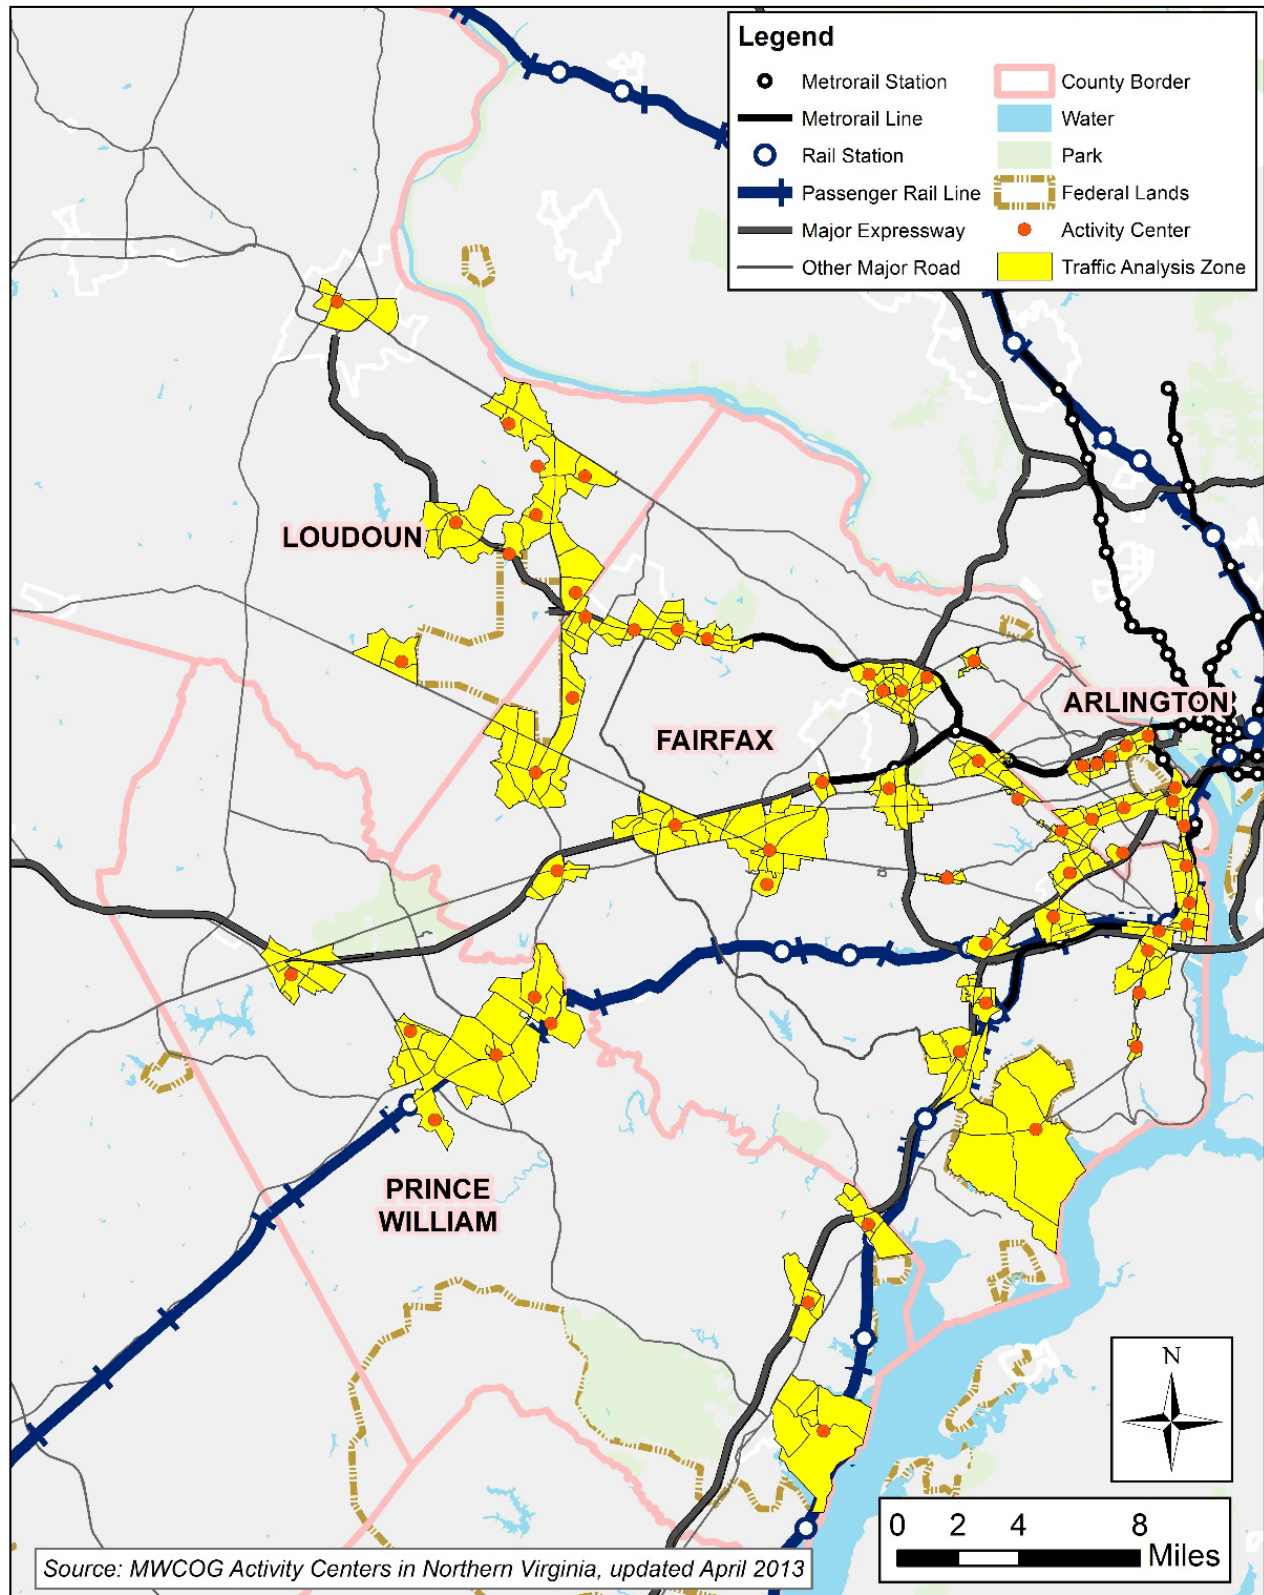 Legend
Metrorail Station
Metrorail Line
Rail Station
Passenger Rail Line
Major Expressway
Other Major Road
County Border
Water
Park
Federal Lands
Activity Center
Traffic Analysis Zone
LOUDOUN
FAIRFAX
ARLINGTON
PRINCE
WILLIAM
N
0 2 4 8
Miles
Source: MWCOG Activity Centers in Northern Virginia, updated April 2013